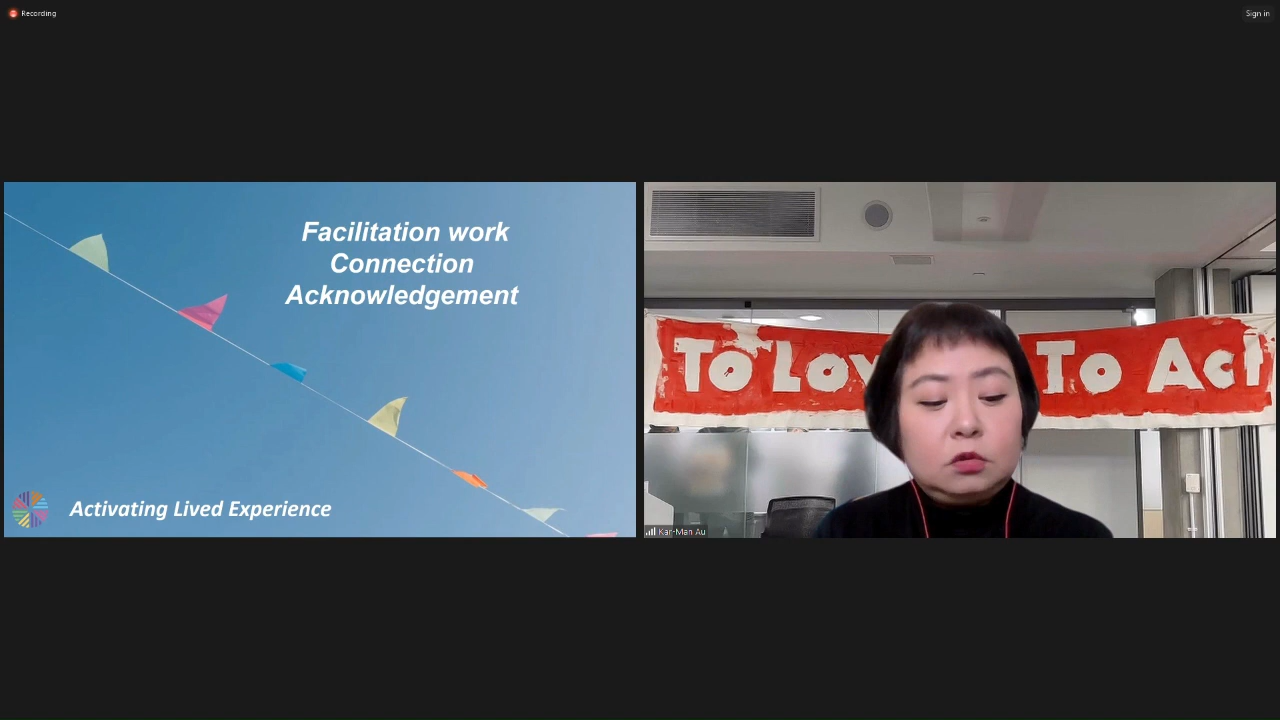 Recording
Sign in
Facilitation work
Connection
Acknowledgement
Activating Lived Experience
To Lov To Act
Kar-Man Au